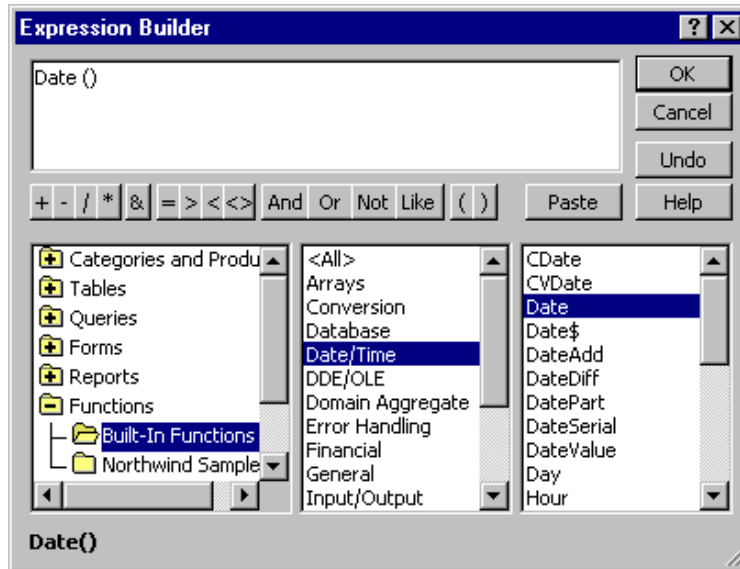 Expression Builder
? X
Date ()
OK
Cancel
Undo
+ - / * & = > < <> And Or Not Like ( ) Paste Help
Categories and Produ
Tables
Queries
Forms
Reports
Functions
Built-In Functions
Northwind Sample
<All>
Arrays
Conversion
Database
Date/Time
DDE/OLE
Domain Aggregate
Error Handling
Financial
General
Input/Output
CDate
CVDate
Date
Date$
DateAdd
DateDiff
DatePart
DateSerial
DateValue
Day
Hour
Date()